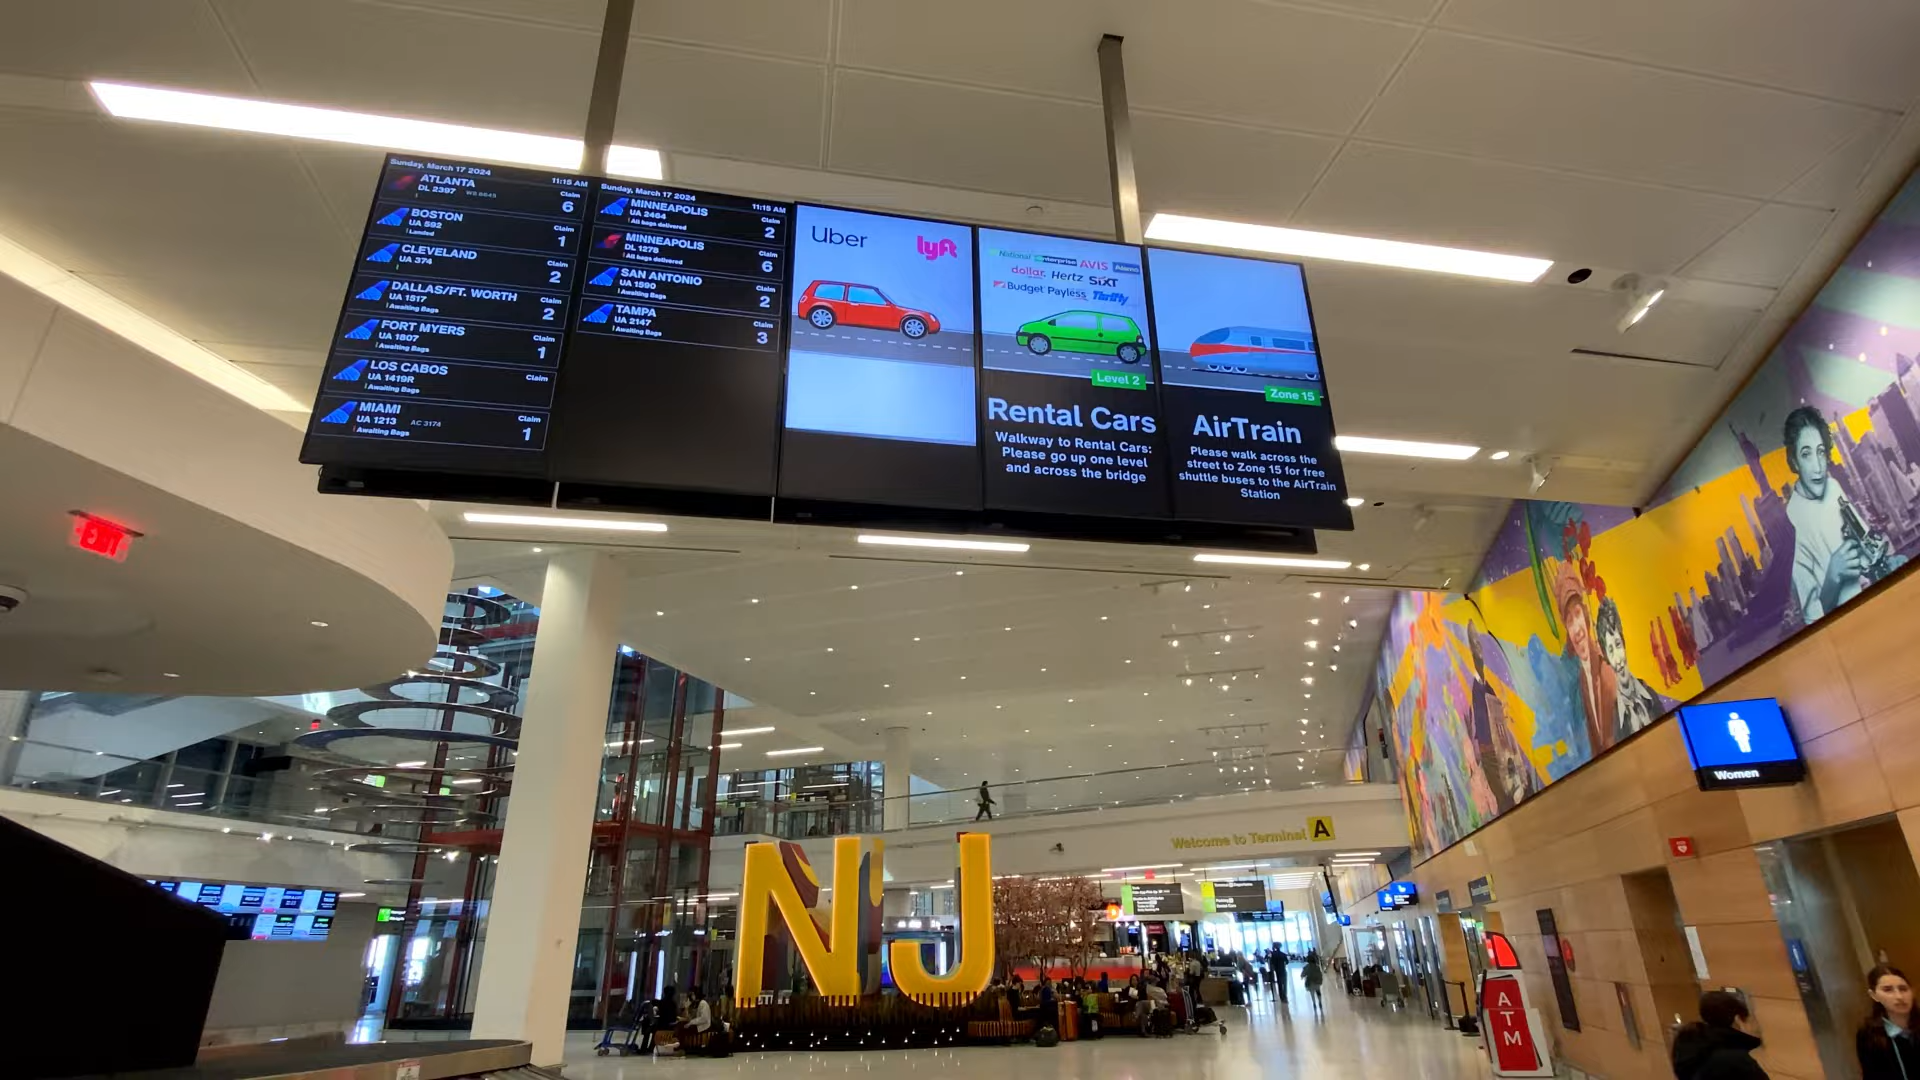 Sunday, March 17 2024
11:15 AM
ATLANTA
DL 2397 WS 6645
Claim
6
BOSTON
UA 592
Landed
Claim
1
CLEVELAND
UA 374
Claim
2
DALLAS/FT. WORTH
UA 1517
Awaiting Bags
Claim
2
FORT MYERS
UA 1807
Awaiting Bags
Claim
1
LOS CABOS
UA 1419R
Awaiting Bags
Claim
MIAMI
UA 1213 AC 3174
Awaiting Bags
Claim
1
Sunday, March 17 2024
11:15 AM
MINNEAPOLIS
UA 2464
All bags delivered
Claim
2
MINNEAPOLIS
DL 1278
All bags delivered
Claim
6
SAN ANTONIO
UA 1590
Awaiting Bags
Claim
2
TAMPA
UA 2147
Awaiting Bags
Claim
3
Uber
lyft
National Enterprise AVIS Alamo
dollar. Hertz SIXT
Budget Payless Thrifty
Level 2
Rental Cars
Walkway to Rental Cars:
Please go up one level
and across the bridge
Zone 15
AirTrain
Please walk across the
street to Zone 15 for free
shuttle buses to the AirTrain
Station
EXIT
Women
Welcome to Terminal A
NJ
ATM